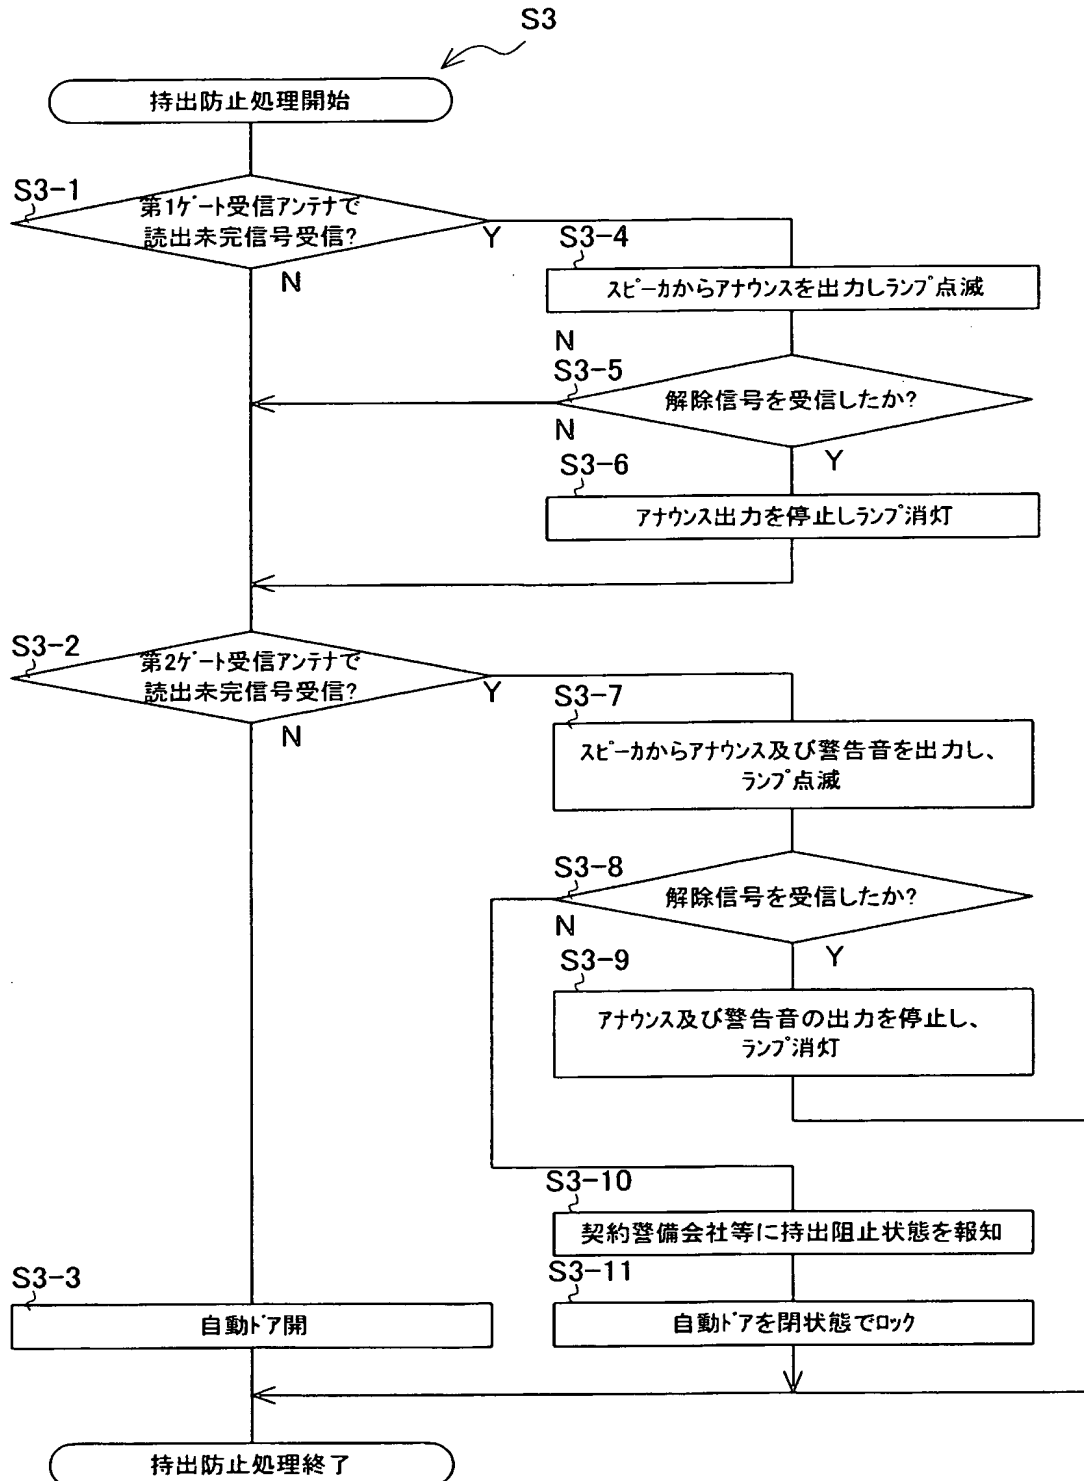 S3
持出防止処理開始
S3-1
第1ゲート受信アンテナで
読出未完信号受信?
Y
N
S3-4
スピーカからアナウンスを出力しランプ点滅
N
S3-5
解除信号を受信したか?
N
Y
S3-6
アナウンス出力を停止しランプ消灯
S3-2
第2ゲート受信アンテナで
読出未完信号受信?
Y
N
S3-7
スピーカからアナウンス及び警告音を出力し、
ランプ点滅
S3-8
解除信号を受信したか?
N
Y
S3-9
アナウンス及び警告音の出力を停止し、
ランプ消灯
S3-10
契約警備会社等に持出阻止状態を報知
S3-11
自動ドアを閉状態でロック
S3-3
自動ドア開
持出防止処理終了